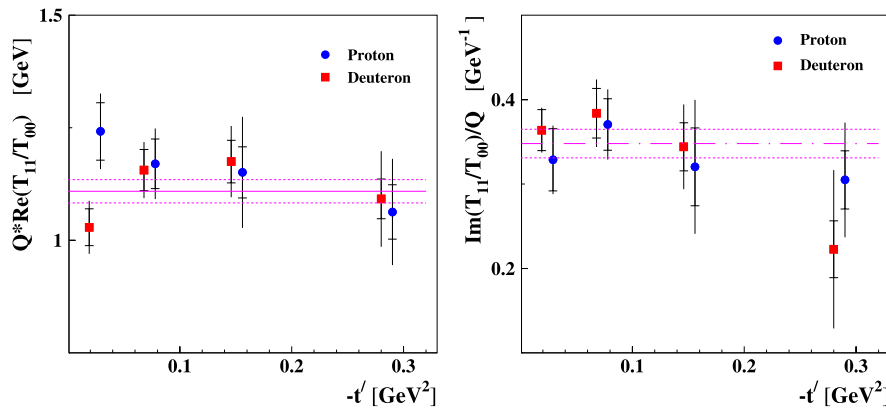 Q*Re(T11/T00) [GeV]
1.5
1
Proton
Deuteron
0.1
0.2
0.3
-t′ [GeV2]
Im(T11/T00)/Q [GeV-1]
0.4
0.2
Proton
Deuteron
0.1
0.2
0.3
-t′ [GeV2]